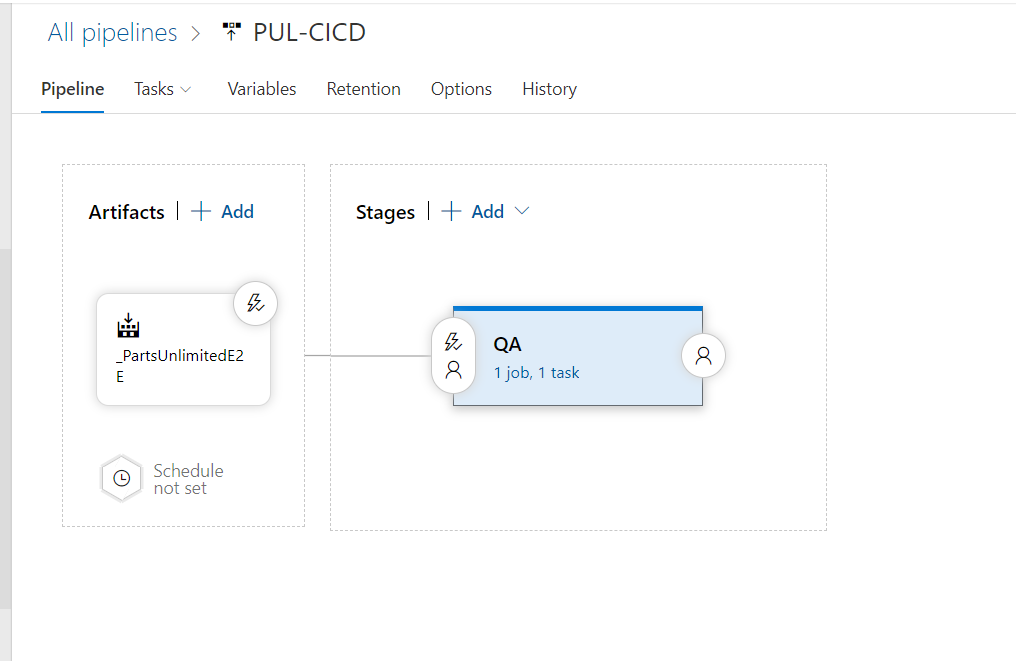 All pipelines > PUL-CICD
Pipeline Tasks Variables Retention Options History
Artifacts | + Add
Stages | + Add
_PartsUnlimitedE2
E
QA
1 job, 1 task
Schedule
not set